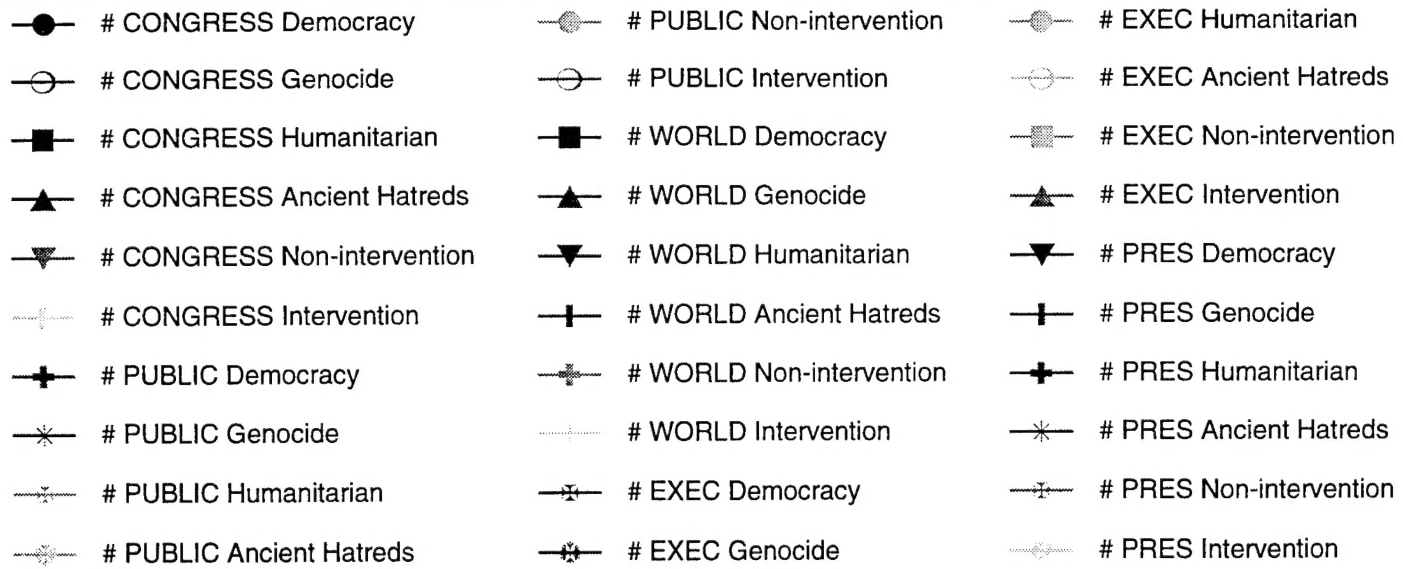 # CONGRESS Democracy
# CONGRESS Genocide
# CONGRESS Humanitarian
# CONGRESS Ancient Hatreds
# CONGRESS Non-intervention
# CONGRESS Intervention
# PUBLIC Democracy
# PUBLIC Genocide
# PUBLIC Humanitarian
# PUBLIC Ancient Hatreds
# PUBLIC Non-intervention
# PUBLIC Intervention
# WORLD Democracy
# WORLD Genocide
# WORLD Humanitarian
# WORLD Ancient Hatreds
# WORLD Non-intervention
# WORLD Intervention
# EXEC Democracy
# EXEC Genocide
# EXEC Humanitarian
# EXEC Ancient Hatreds
# EXEC Non-intervention
# EXEC Intervention
# PRES Democracy
# PRES Genocide
# PRES Humanitarian
# PRES Ancient Hatreds
# PRES Non-intervention
# PRES Intervention